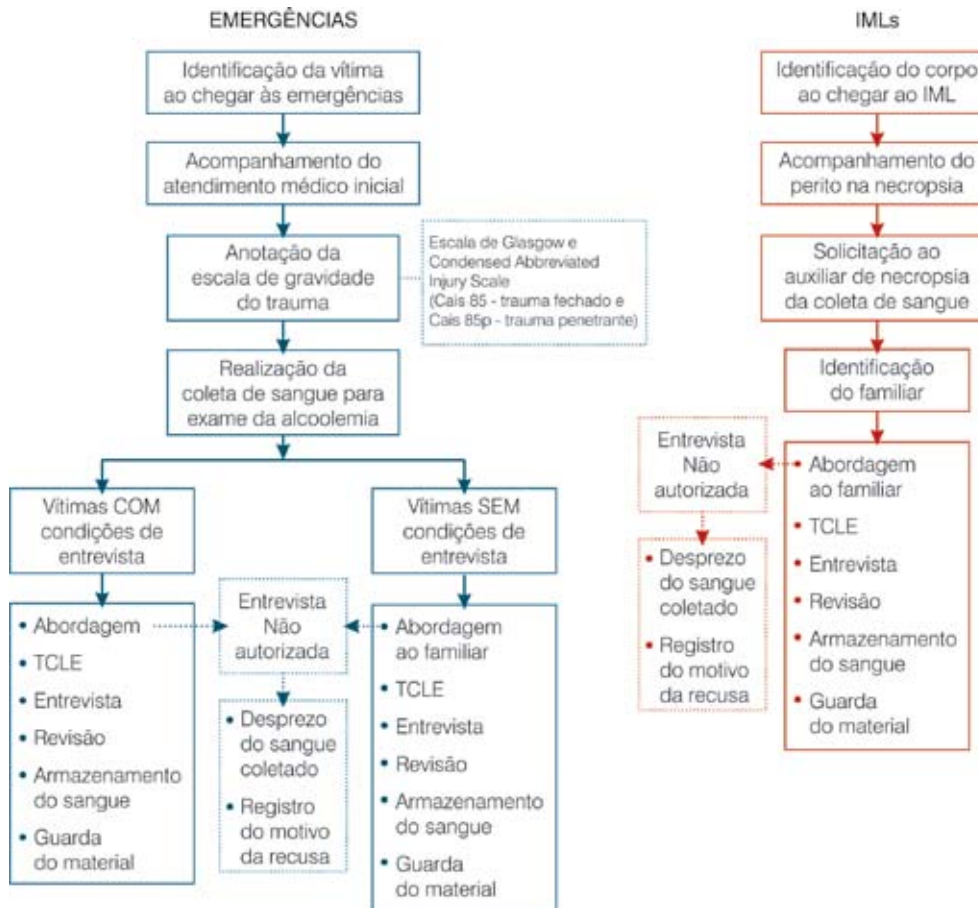 EMERGÊNCIAS
Identificação da vítima
ao chegar às emergências
Acompanhamento do
atendimento médico inicial
Anotação da
escala de gravidade
do trauma
Escala de Glasgow e
Condensed Abbreviated
Injury Scale
(Cais 85 - trauma fechado e
Cais 85p - trauma penetrante)
Realização da
coleta de sangue para
exame da alcoolemia
Vítimas COM
condições de
entrevista
Vítimas SEM
condições de
entrevista
• Abordagem
• TCLE
• Entrevista
• Revisão
• Armazenamento
do sangue
• Guarda
do material
Entrevista
Não
autorizada
• Desprezo
do sangue
coletado
• Registro
do motivo
da recusa
• Abordagem
ao familiar
• TCLE
• Entrevista
• Revisão
• Armazenamento
do sangue
• Guarda
do material
IMLs
Identificação do corpo
ao chegar ao IML
Acompanhamento do
perito na necropsia
Solicitação ao
auxiliar de necropsia
da coleta de sangue
Identificação
do familiar
Entrevista
Não
autorizada
• Desprezo
do sangue
coletado
• Registro
do motivo
da recusa
• Abordagem
ao familiar
• TCLE
• Entrevista
• Revisão
• Armazenamento
do sangue
• Guarda
do material